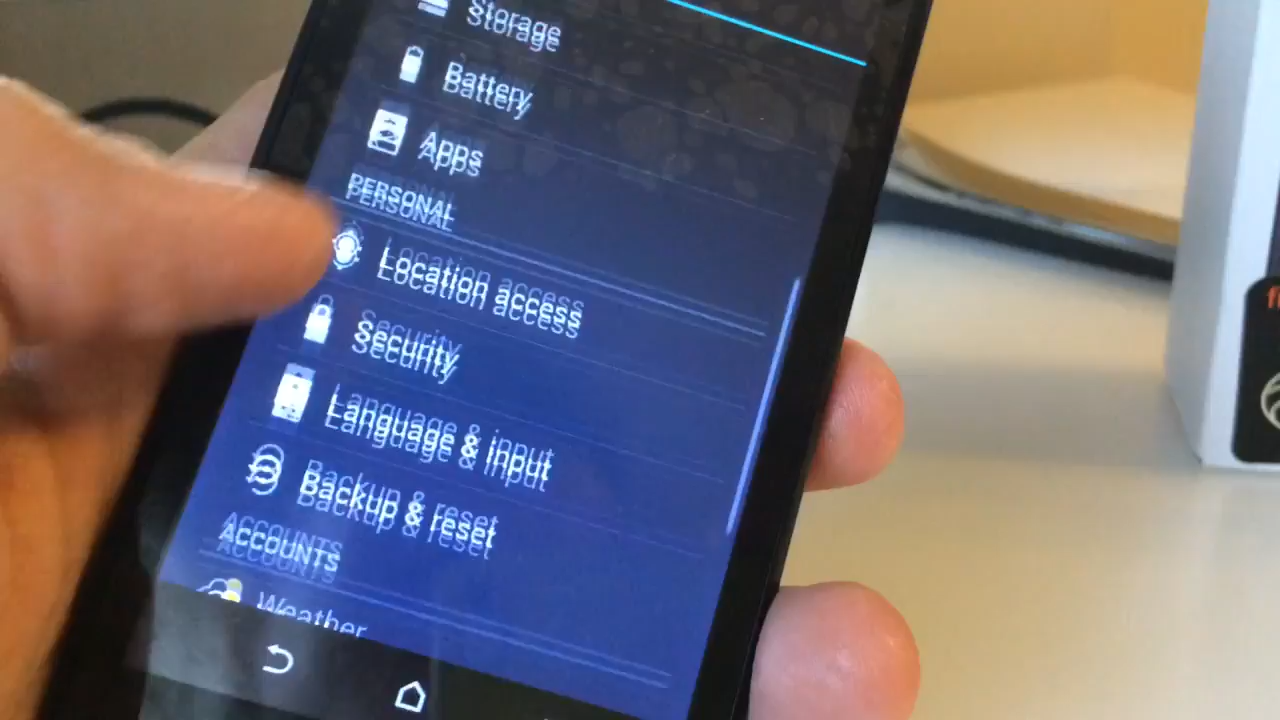 Storage
Battery
Apps
PERSONAL
Location access
Security
Language & input
Backup & reset
ACCOUNTS
Weather